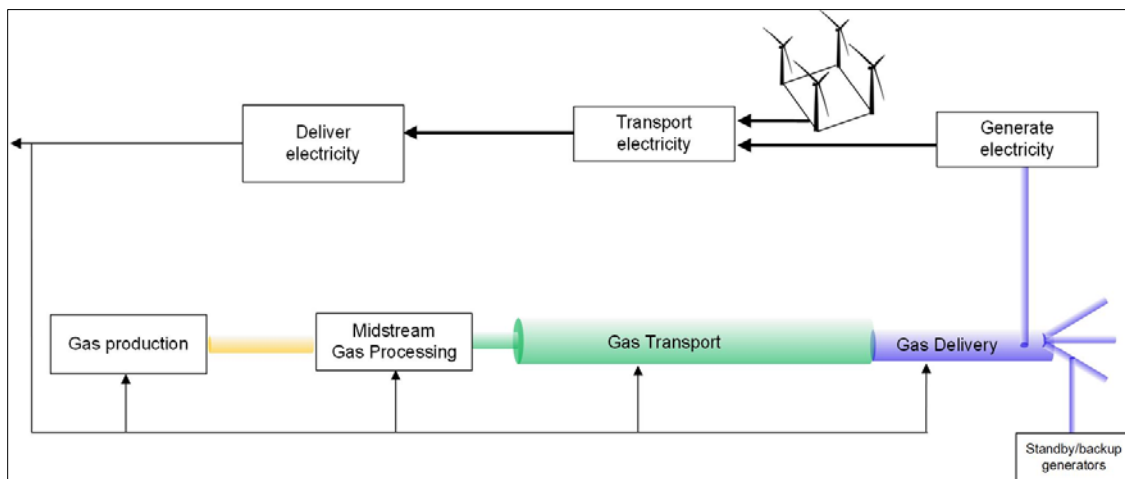 Deliver
electricity
Transport
electricity
Generate
electricity
Gas production
Midstream
Gas Processing
Gas Transport
Gas Delivery
Standby/backup
generators